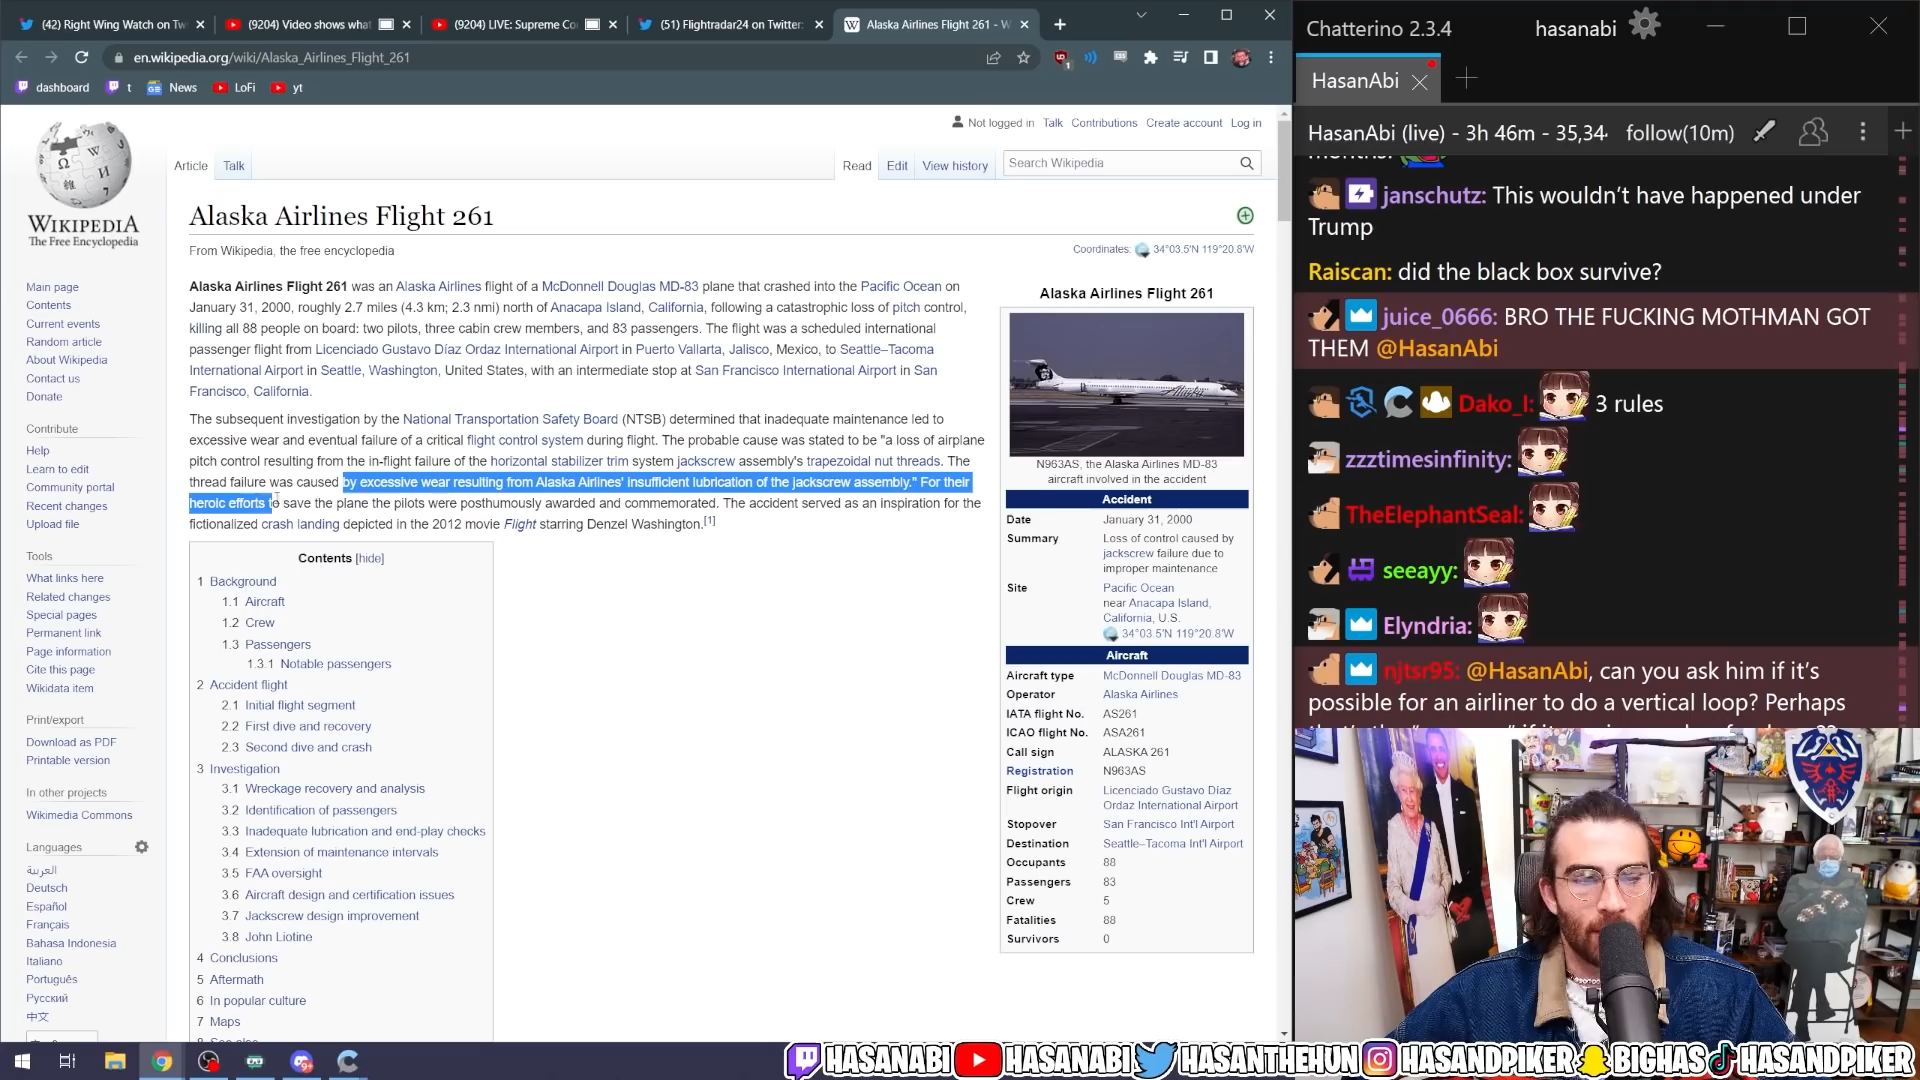 (42) Right Wing Watch on Tw
(9204) Video shows what
(9204) LIVE: Supreme Co
(51) Flightradar24 on Twitter:
Alaska Airlines Flight 261 - W
en.wikipedia.org/wiki/Alaska_Airlines_Flight_261
dashboard
t
News
LoFi
yt
Not logged in Talk Contributions Create account Log in
Article Talk
Read Edit View history Search Wikipedia
WIKIPEDIA
The Free Encyclopedia
Main page
Contents
Current events
Random article
About Wikipedia
Contact us
Donate
Contribute
Help
Learn to edit
Community portal
Recent changes
Upload file
Tools
What links here
Related changes
Special pages
Permanent link
Page information
Cite this page
Wikidata item
Print/export
Download as PDF
Printable version
In other projects
Wikimedia Commons
Languages
العربية
Deutsch
Español
Français
Bahasa Indonesia
Italiano
Português
Русский
中文
Alaska Airlines Flight 261
From Wikipedia, the free encyclopedia
Coordinates: 34°03.5′N 119°20.8′W
Alaska Airlines Flight 261 was an Alaska Airlines flight of a McDonnell Douglas MD-83 plane that crashed into the Pacific Ocean on
January 31, 2000, roughly 2.7 miles (4.3 km; 2.3 nmi) north of Anacapa Island, California, following a catastrophic loss of pitch control,
killing all 88 people on board: two pilots, three cabin crew members, and 83 passengers. The flight was a scheduled international
passenger flight from Licenciado Gustavo Díaz Ordaz International Airport in Puerto Vallarta, Jalisco, Mexico, to Seattle–Tacoma
International Airport in Seattle, Washington, United States, with an intermediate stop at San Francisco International Airport in San
Francisco, California.
The subsequent investigation by the National Transportation Safety Board (NTSB) determined that inadequate maintenance led to
excessive wear and eventual failure of a critical flight control system during flight. The probable cause was stated to be "a loss of airplane
pitch control resulting from the in-flight failure of the horizontal stabilizer trim system jackscrew assembly's trapezoidal nut threads. The
thread failure was caused by excessive wear resulting from Alaska Airlines' insufficient lubrication of the jackscrew assembly." For their
heroic efforts to save the plane the pilots were posthumously awarded and commemorated. The accident served as an inspiration for the
fictionalized crash landing depicted in the 2012 movie Flight starring Denzel Washington.[1]
Contents [hide]
1 Background
1.1 Aircraft
1.2 Crew
1.3 Passengers
1.3.1 Notable passengers
2 Accident flight
2.1 Initial flight segment
2.2 First dive and recovery
2.3 Second dive and crash
3 Investigation
3.1 Wreckage recovery and analysis
3.2 Identification of passengers
3.3 Inadequate lubrication and end-play checks
3.4 Extension of maintenance intervals
3.5 FAA oversight
3.6 Aircraft design and certification issues
3.7 Jackscrew design improvement
3.8 John Liotine
4 Conclusions
5 Aftermath
6 In popular culture
7 Maps
Alaska Airlines Flight 261
Alaska
N963AS, the Alaska Airlines MD-83
aircraft involved in the accident
Accident
Date January 31, 2000
Summary Loss of control caused by
jackscrew failure due to
improper maintenance
Site Pacific Ocean
near Anacapa Island,
California, U.S.
34°03.5′N 119°20.8′W
Aircraft
Aircraft type McDonnell Douglas MD-83
Operator Alaska Airlines
IATA flight No. AS261
ICAO flight No. ASA261
Call sign ALASKA 261
Registration N963AS
Flight origin Licenciado Gustavo Díaz
Ordaz International Airport
Stopover San Francisco Int'l Airport
Destination Seattle–Tacoma Int'l Airport
Occupants 88
Passengers 83
Crew 5
Fatalities 88
Survivors 0
Chatterino 2.3.4
hasanabi
HasanAbi
HasanAbi (live) - 3h 46m - 35,34
follow(10m)
janschutz: This wouldn't have happened under
Trump
Raiscan: did the black box survive?
juice_0666: BRO THE FUCKING MOTHMAN GOT
THEM @HasanAbi
Dako_I: 3 rules
zzztimesinfinity:
TheElephantSeal:
seeayy:
Elyndria:
njtsr95: @HasanAbi, can you ask him if it's
possible for an airliner to do a vertical loop? Perhaps
HASANABI HASANABI HASANTHEHUN HASANDPIKER BIGHAS HASANDPIKER